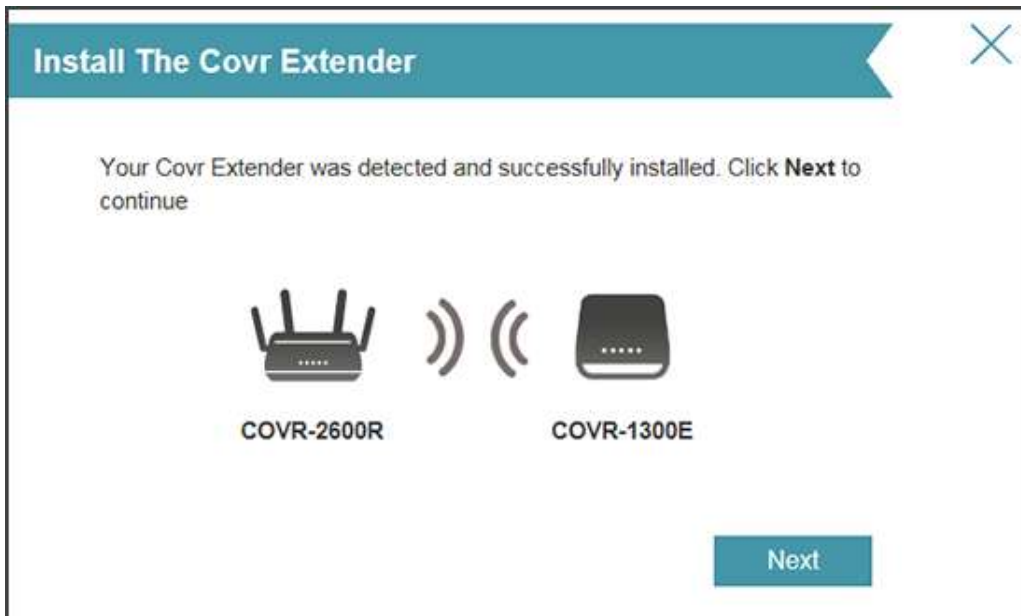 Install The Covr Extender
Your Covr Extender was detected and successfully installed. Click Next to
continue
COVR-2600R
COVR-1300E
Next